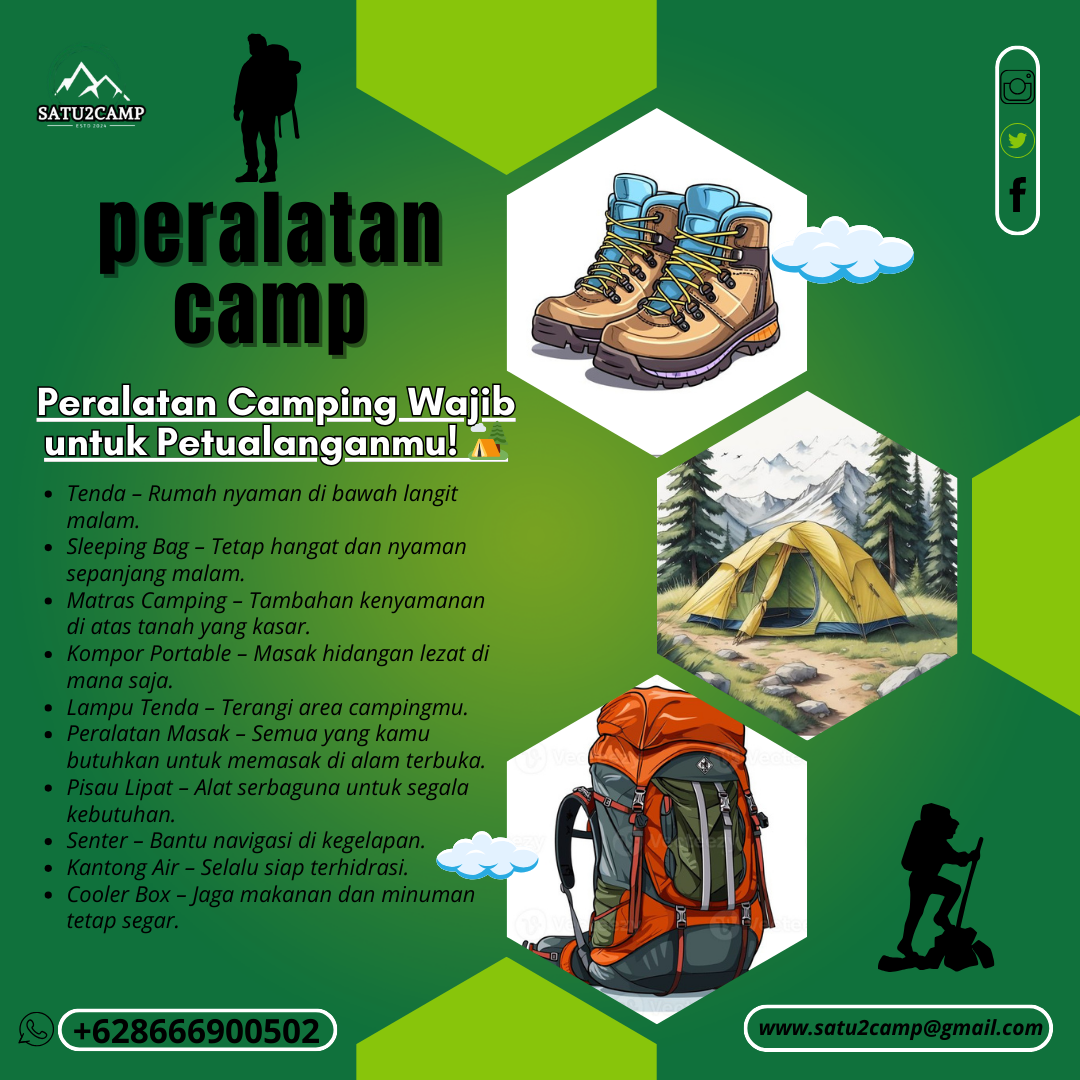 SATU2CAMP
ESTD 2024
peralatan
camp
Peralatan Camping Wajib
untuk Petualanganmu!
• Tenda – Rumah nyaman di bawah langit
malam.
• Sleeping Bag – Tetap hangat dan nyaman
sepanjang malam.
• Matras Camping – Tambahan kenyamanan
di atas tanah yang kasar.
• Kompor Portable – Masak hidangan lezat di
mana saja.
• Lampu Tenda – Terangi area campingmu.
• Peralatan Masak – Semua yang kamu
butuhkan untuk memasak di alam terbuka.
• Pisau Lipat – Alat serbaguna untuk segala
kebutuhan.
• Senter – Bantu navigasi di kegelapan.
• Kantong Air – Selalu siap terhidrasi.
• Cooler Box – Jaga makanan dan minuman
tetap segar.
+628666900502
www.satu2camp@gmail.com